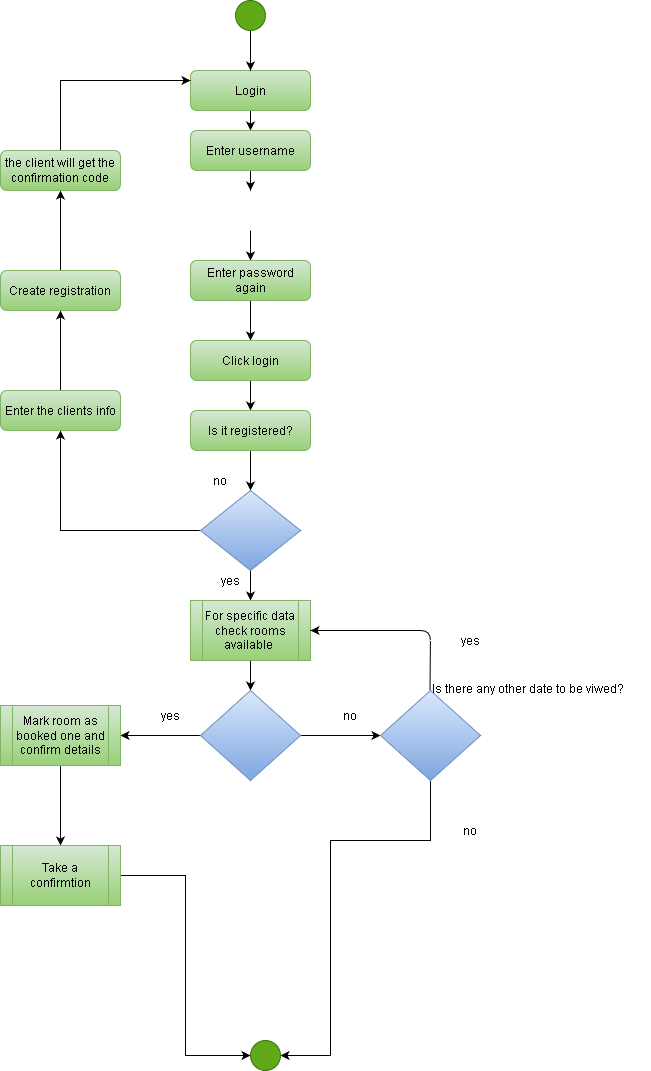 Login
Enter username
the client will get the
confirmation code
Enter password
again
Create registration
Click login
Enter the clients info
Is it registered?
no
yes
For specific data
check rooms
available
yes
Is there any other date to be viwed?
Mark room as
booked one and
confirm details
yes
no
no
Take a
confirmtion